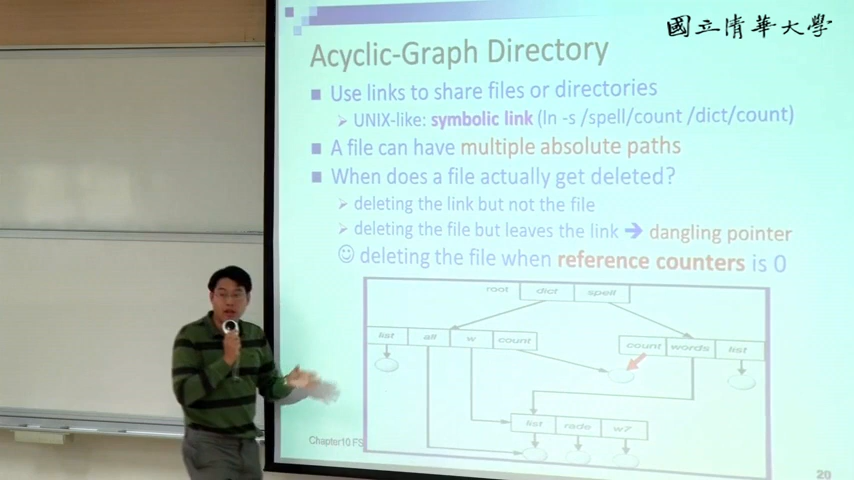 國立清華大學
Acyclic-Graph Directory
■ Use links to share files or directories
➢ UNIX-like: symbolic link (ln -s /spell/count /dict/count)
■ A file can have multiple absolute paths
■ When does a file actually get deleted?
➢ deleting the link but not the file
➢ deleting the file but leaves the link ➔ dangling pointer
☺ deleting the file when reference counters is 0
root dict spell
list all w count
count words list
list rade w7
Chapter10 FS
20